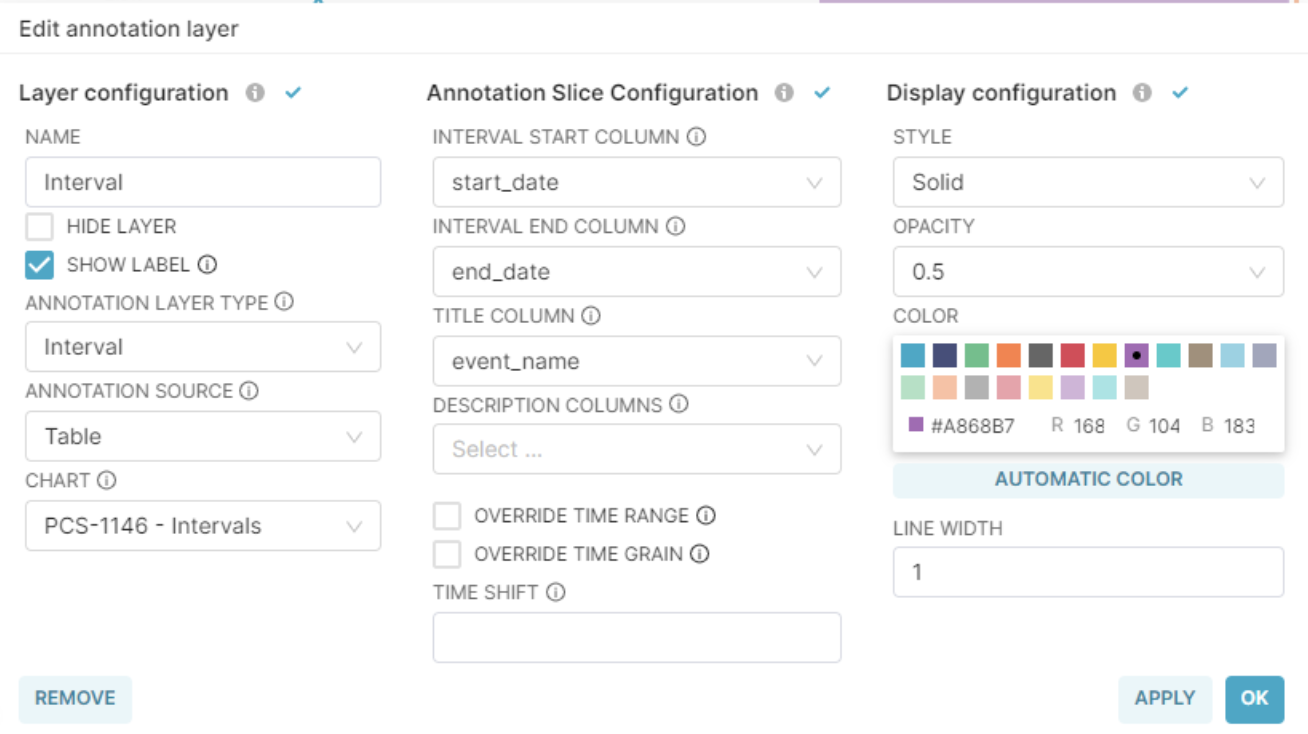 Edit annotation layer
Layer configuration
NAME
Interval
HIDE LAYER
SHOW LABEL
ANNOTATION LAYER TYPE
Interval
ANNOTATION SOURCE
Table
CHART
PCS-1146 - Intervals
Annotation Slice Configuration
INTERVAL START COLUMN
start_date
INTERVAL END COLUMN
end_date
TITLE COLUMN
event_name
DESCRIPTION COLUMNS
Select ...
OVERRIDE TIME RANGE
OVERRIDE TIME GRAIN
TIME SHIFT
Display configuration
STYLE
Solid
OPACITY
0.5
COLOR
#A868B7 R 168 G 104 B 183
AUTOMATIC COLOR
LINE WIDTH
1
REMOVE
APPLY
OK